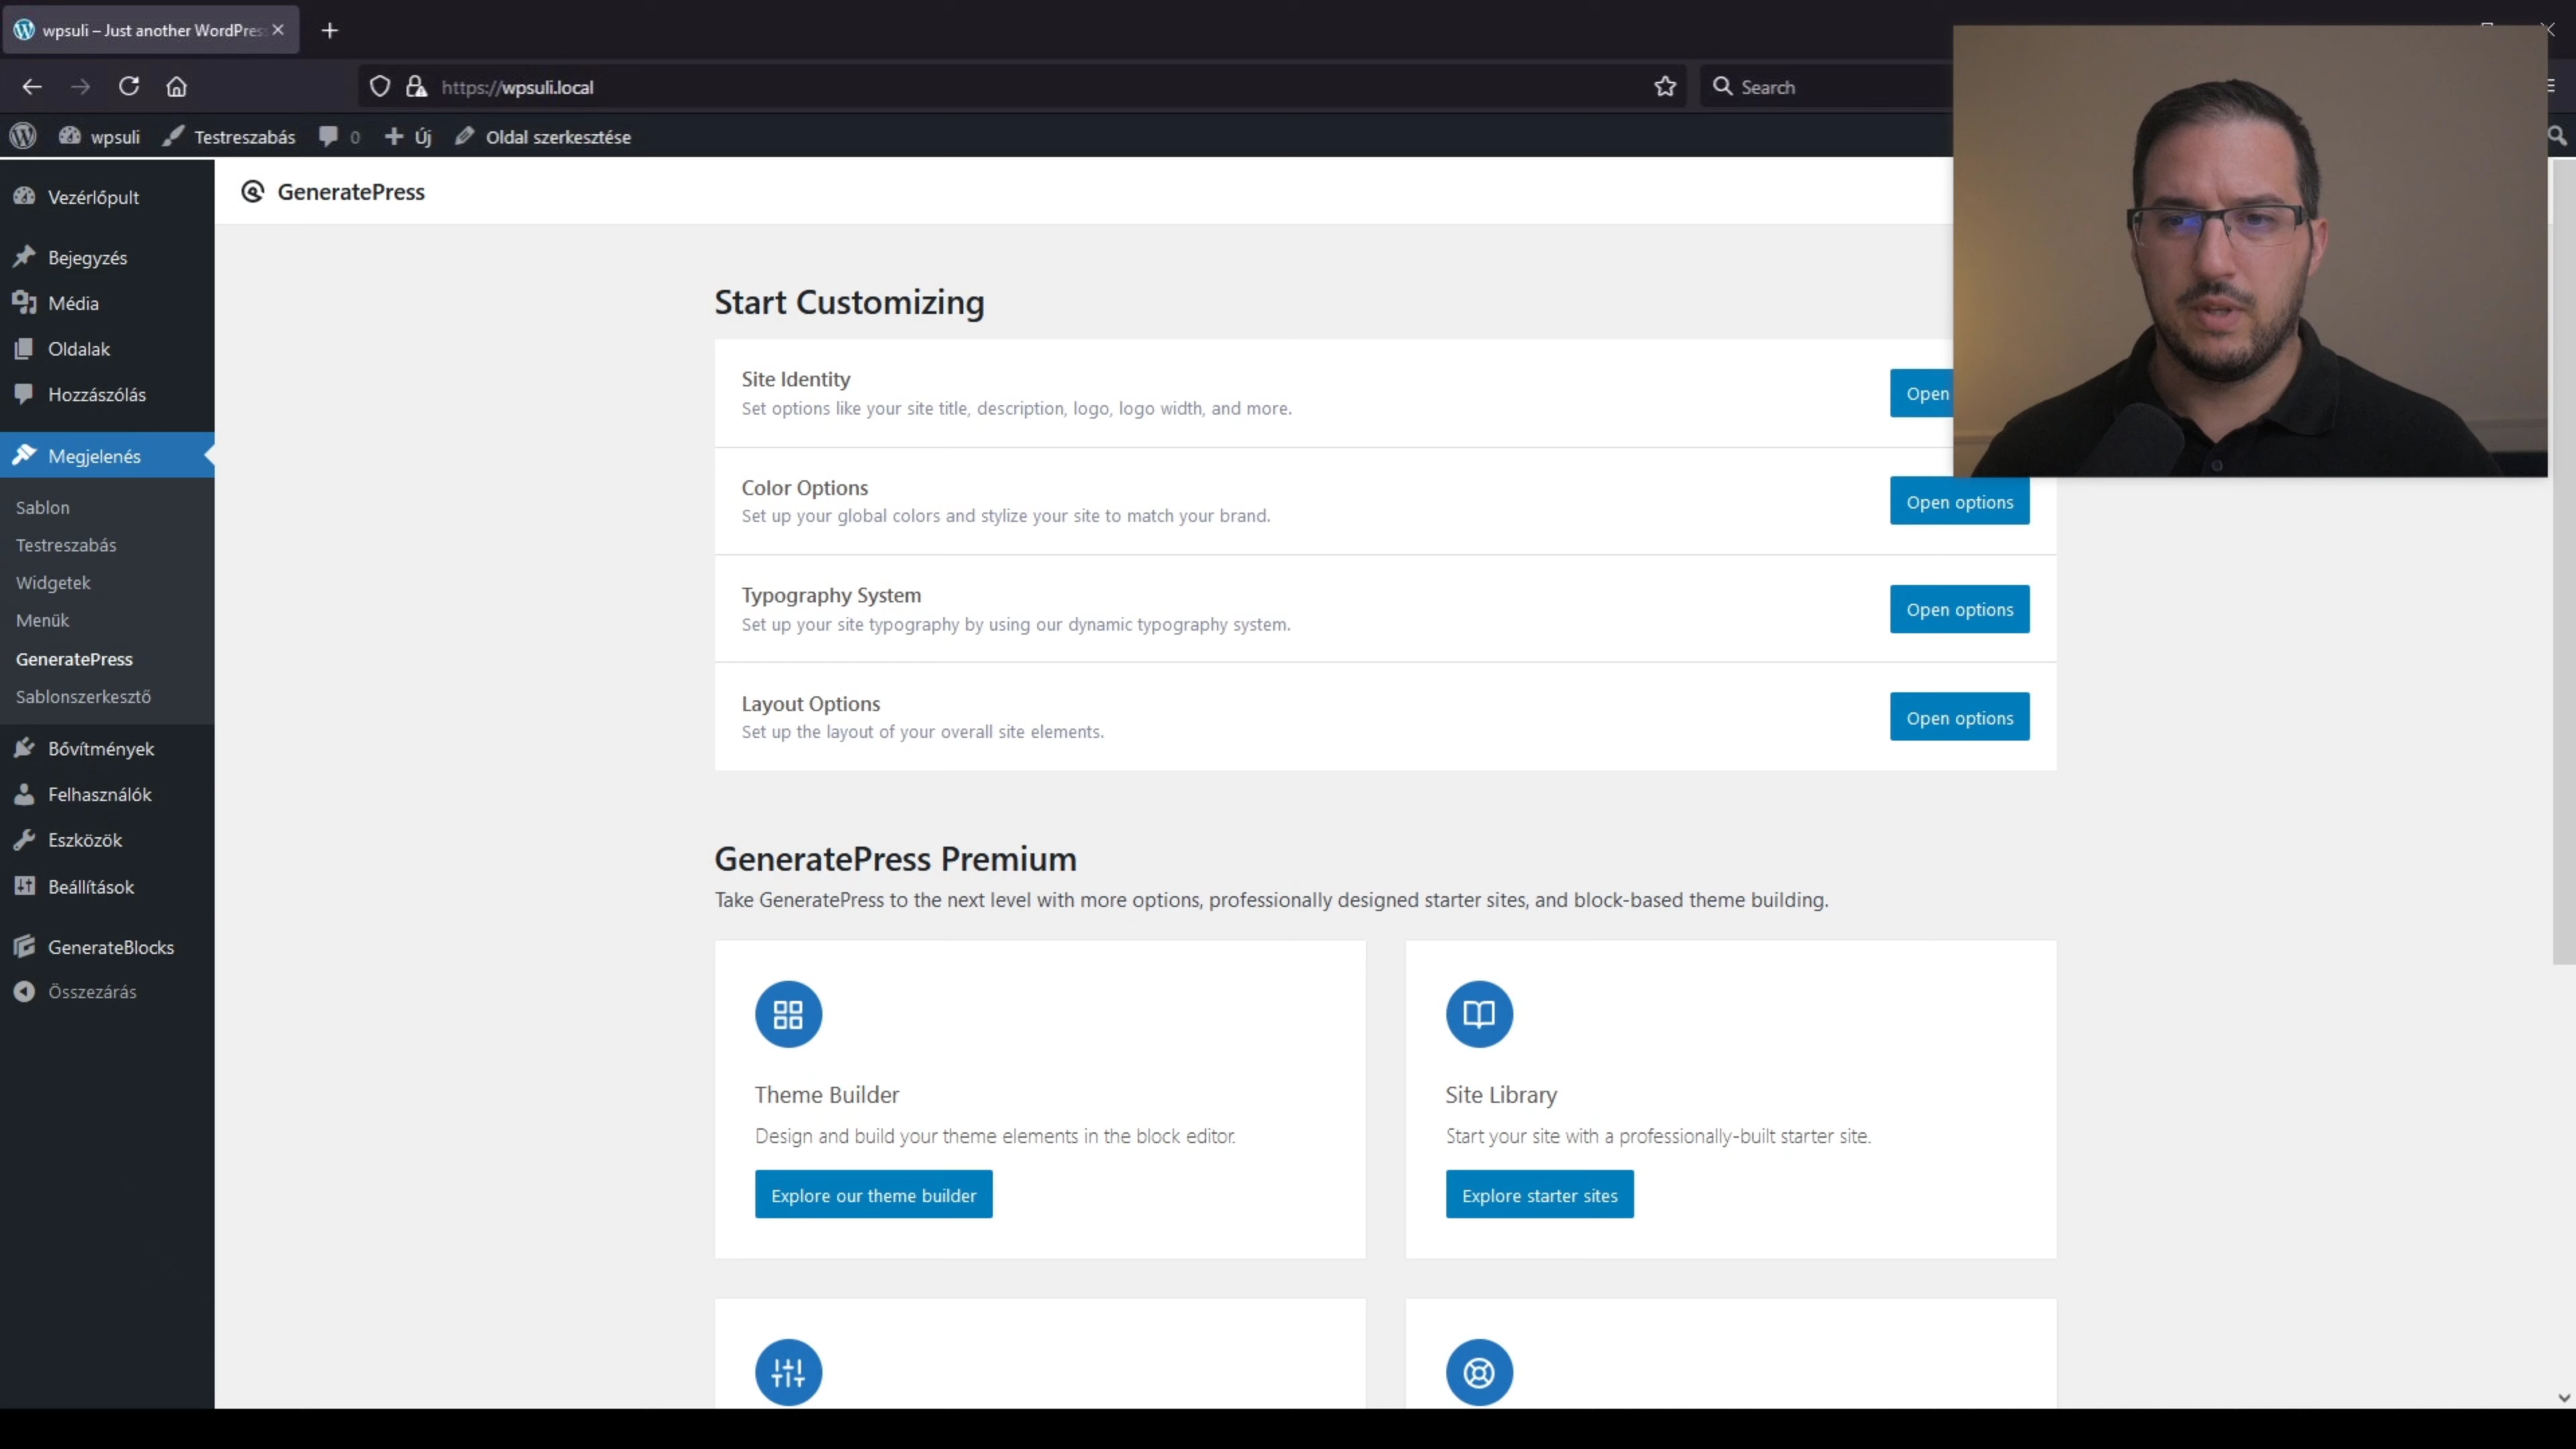 wpsuli – Just another WordPres
https://wpsuli.local
Search
wpsuli
Testreszabás
0
Új
Oldal szerkesztése
Vezérlőpult
Bejegyzés
Média
Oldalak
Hozzászólás
Megjelenés
Sablon
Testreszabás
Widgetek
Menük
GeneratePress
Sablonszerkesztő
Bővítmények
Felhasználók
Eszközök
Beállítások
GenerateBlocks
Összezárás
GeneratePress
Start Customizing
Site Identity
Set options like your site title, description, logo, logo width, and more.
Open
Color Options
Set up your global colors and stylize your site to match your brand.
Open options
Typography System
Set up your site typography by using our dynamic typography system.
Open options
Layout Options
Set up the layout of your overall site elements.
Open options
GeneratePress Premium
Take GeneratePress to the next level with more options, professionally designed starter sites, and block-based theme building.
Theme Builder
Design and build your theme elements in the block editor.
Explore our theme builder
Site Library
Start your site with a professionally-built starter site.
Explore starter sites